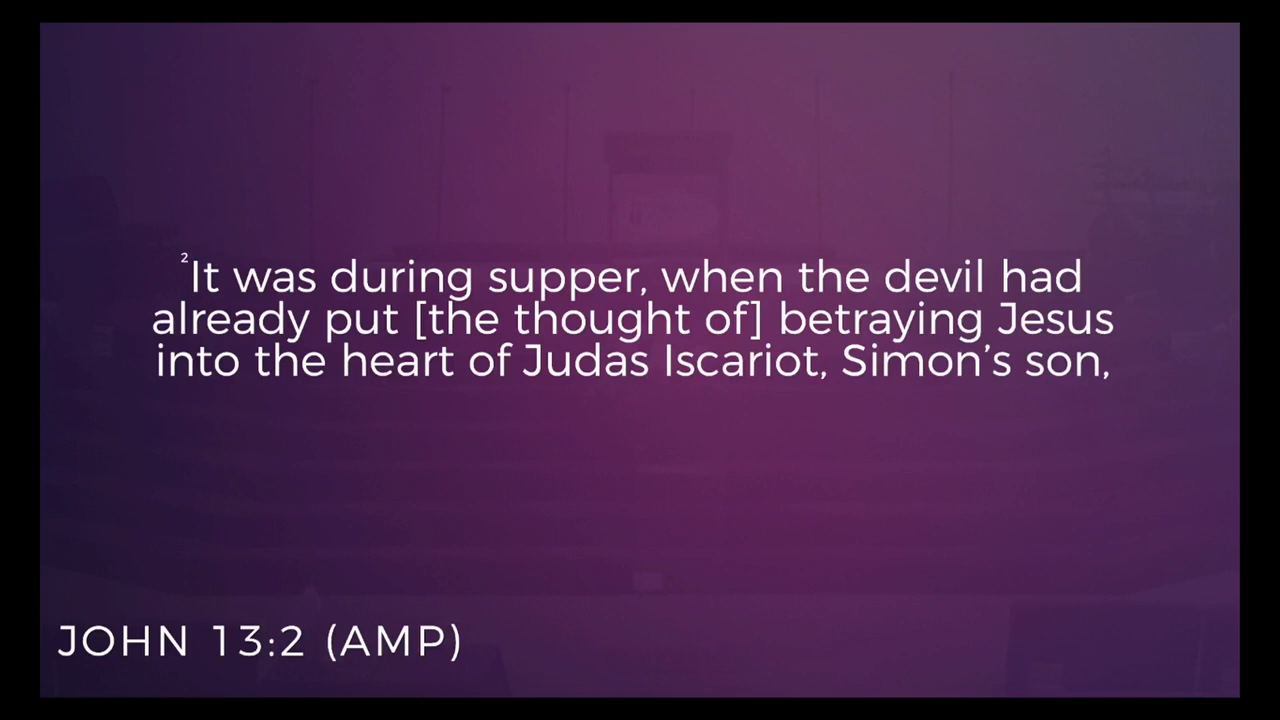 ²It was during supper, when the devil had
already put [the thought of] betraying Jesus
into the heart of Judas Iscariot, Simon’s son,
JOHN 13:2 (AMP)